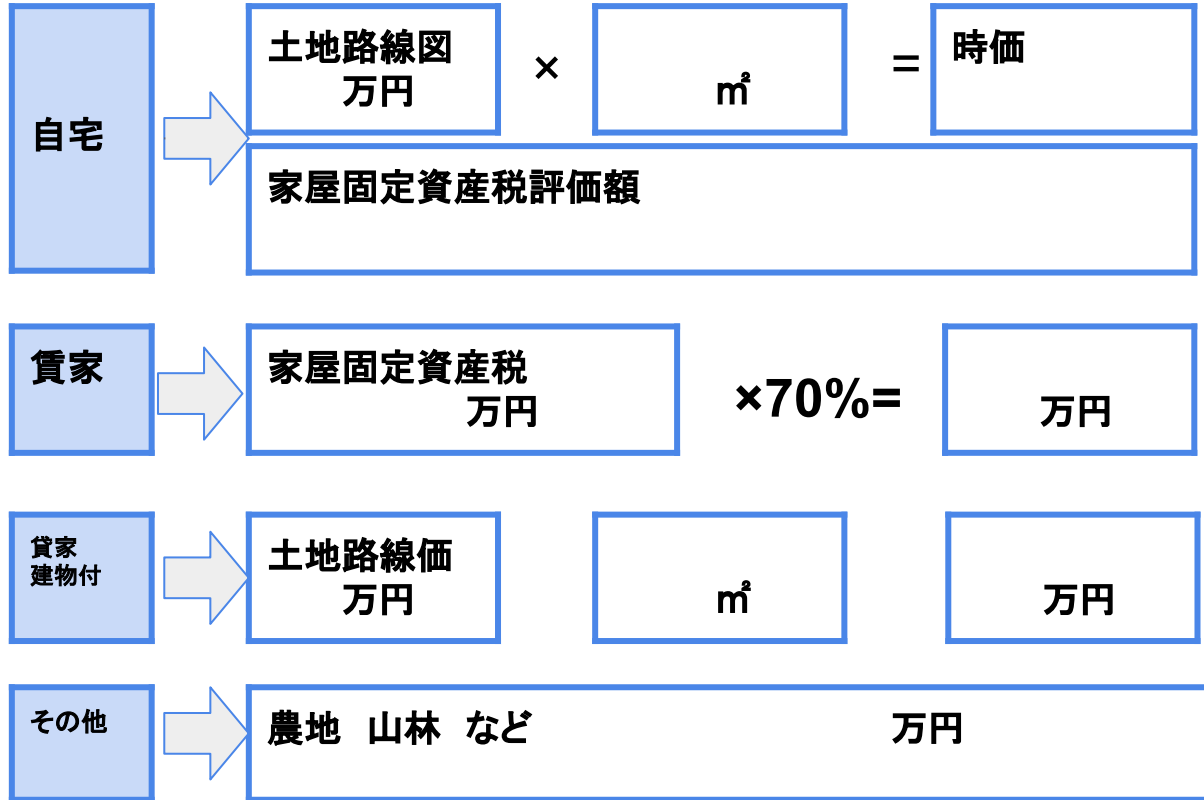 自宅
土地路線図
万円
×
㎡
=
時価
家屋固定資産税評価額
賃家
家屋固定資産税
万円
×70%=
万円
貸家
建物付
土地路線価
万円
㎡
万円
その他
農地　山林　など　万円